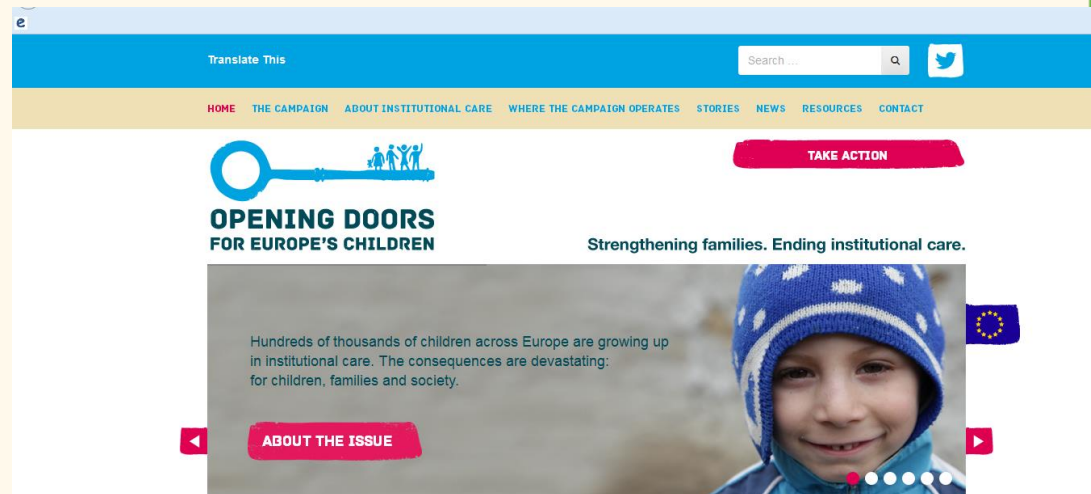 Translate This
Search ...
HOME THE CAMPAIGN ABOUT INSTITUTIONAL CARE WHERE THE CAMPAIGN OPERATES STORIES NEWS RESOURCES CONTACT
TAKE ACTION
OPENING DOORS
FOR EUROPE'S CHILDREN
Strengthening families. Ending institutional care.
Hundreds of thousands of children across Europe are growing up
in institutional care. The consequences are devastating:
for children, families and society.
ABOUT THE ISSUE